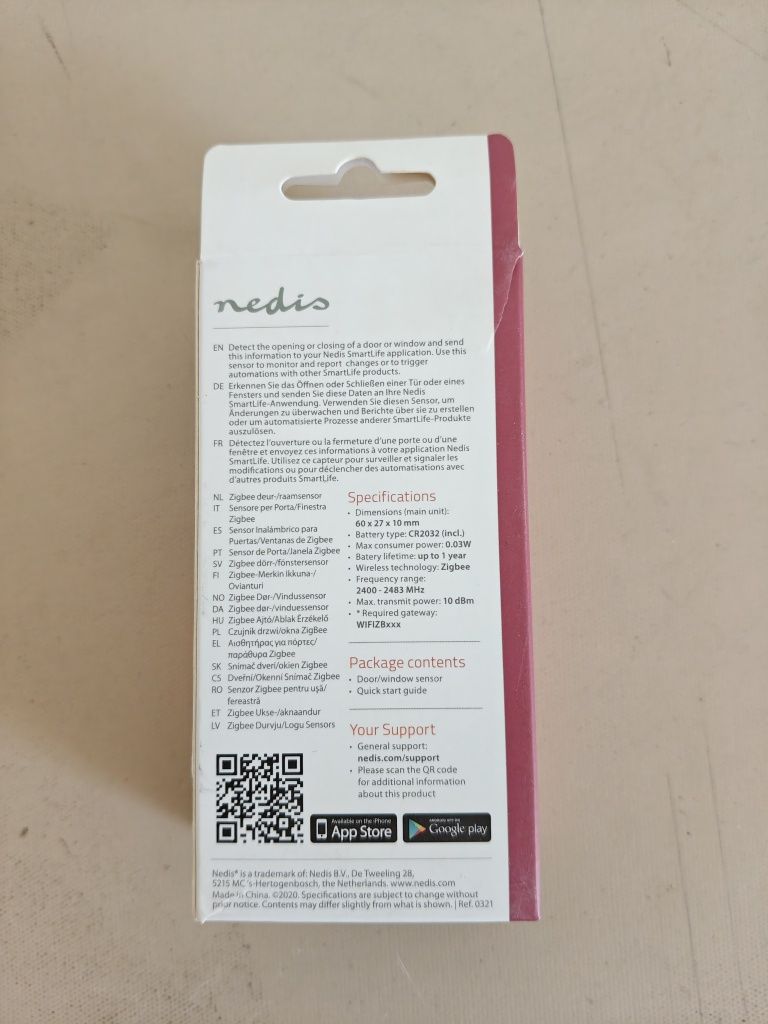 nedis
EN Detect the opening or closing of a door or window and send
this information to your Nedis SmartLife application. Use this
sensor to monitor and report changes or to trigger
automations with other SmartLife products.
DE Erkennen Sie das Öffnen oder Schließen einer Tür oder eines
Fensters und senden Sie diese Daten an Ihre Nedis
SmartLife-Anwendung. Verwenden Sie diesen Sensor, um
Änderungen zu überwachen und Berichte über sie zu erstellen
oder um automatisierte Prozesse anderer SmartLife-Produkte
auszulösen.
FR Détectez l'ouverture ou la fermeture d'une porte ou d'une
fenêtre et envoyez ces informations à votre application Nedis
SmartLife. Utilisez ce capteur pour surveiller et signaler les
modifications ou pour déclencher des automatisations avec
d'autres produits SmartLife.
NL Zigbee deur-/raamsensor
IT Sensore per Porta/Finestra
Zigbee
ES Sensor Inalámbrico para
Puertas/Ventanas de Zigbee
PT Sensor de Porta/Janela Zigbee
SV Zigbee dörr-/fönstersensor
FI Zigbee-Merkin Ikkuna-/
Ovianturi
NO Zigbee Dør-/Vindussensor
DA Zigbee dør-/vinduessensor
HU Zigbee Ajtó/Ablak Érzékelő
PL Czujnik drzwi/okna ZigBee
EL Αισθητήρας για πόρτες/
παράθυρα Zigbee
SK Snímač dverí/okien Zigbee
CS Dveřní/Okenní Snímač Zigbee
RO Senzor Zigbee pentru ușă/
fereastră
ET Zigbee Ukse-/aknaandur
LV Zigbee Durvju/Logu Sensors
Specifications
• Dimensions (main unit):
60 x 27 x 10 mm
• Battery type: CR2032 (incl.)
• Max consumer power: 0.03W
• Batery lifetime: up to 1 year
• Wireless technology: Zigbee
• Frequency range:
2400 - 2483 MHz
• Max. transmit power: 10 dBm
• * Required gateway:
WIFIZBxxx
Package contents
• Door/window sensor
• Quick start guide
Your Support
• General support:
nedis.com/support
• Please scan the QR code
for additional information
about this product
Available on the iPhone
App Store
ANDROID APP ON
Google play
Nedis® is a trademark of: Nedis B.V., De Tweeling 28,
5215 MC 's-Hertogenbosch, the Netherlands. www.nedis.com
Made in China. ©2020. Specifications are subject to change without
prior notice. Contents may differ slightly from what is shown. | Ref. 0321